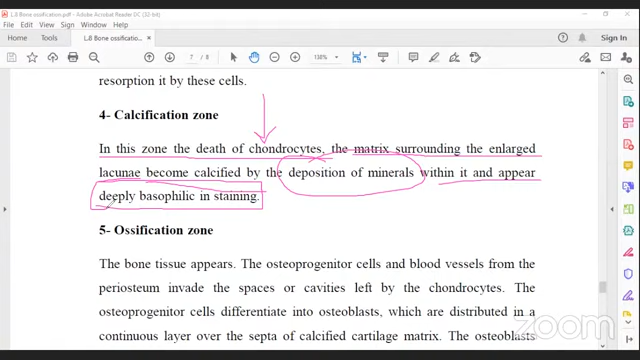 L.8 Bone ossification.pdf - Adobe Acrobat Reader DC (32-bit)
File Edit View Sign Window Help
Home Tools L.8 Bone ossificatio... × Sign In
7 / 8 138%
resorption it by these cells.
4- Calcification zone
In this zone the death of chondrocytes, the matrix surrounding the enlarged
lacunae become calcified by the deposition of minerals within it and appear
deeply basophilic in staining.
5- Ossification zone
The bone tissue appears. The osteoprogenitor cells and blood vessels from the
periosteum invade the spaces or cavities left by the chondrocytes. The
osteoprogenitor cells differentiate into osteoblasts, which are distributed in a
continuous layer over the septa of calcified cartilage matrix. The osteoblasts
zoom